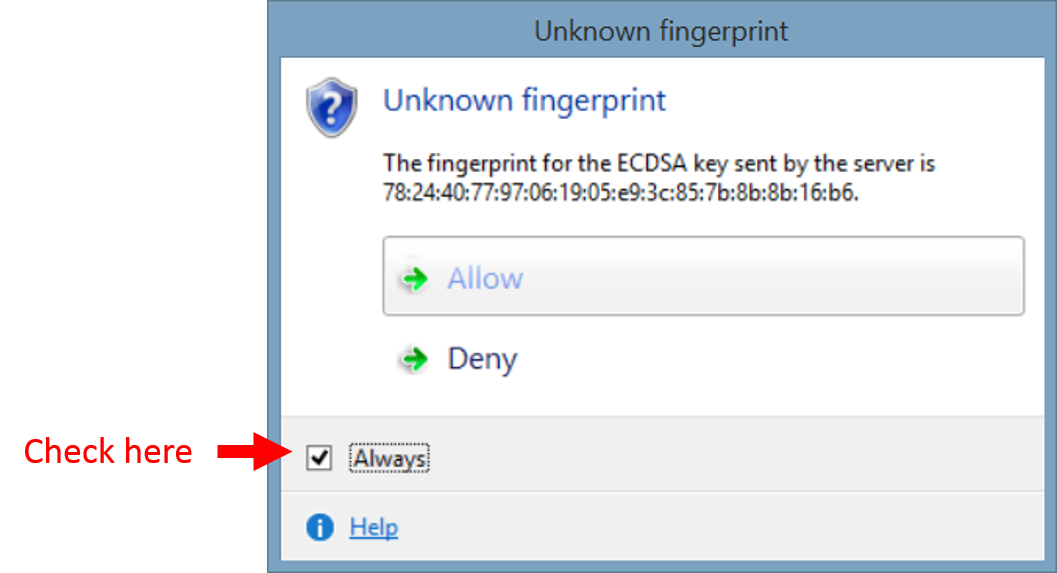 Unknown fingerprint
Unknown fingerprint
The fingerprint for the ECDSA key sent by the server is
78:24:40:77:97:06:19:05:e9:3c:85:7b:8b:8b:16:b6.
Allow
Deny
Check here
Always
Help